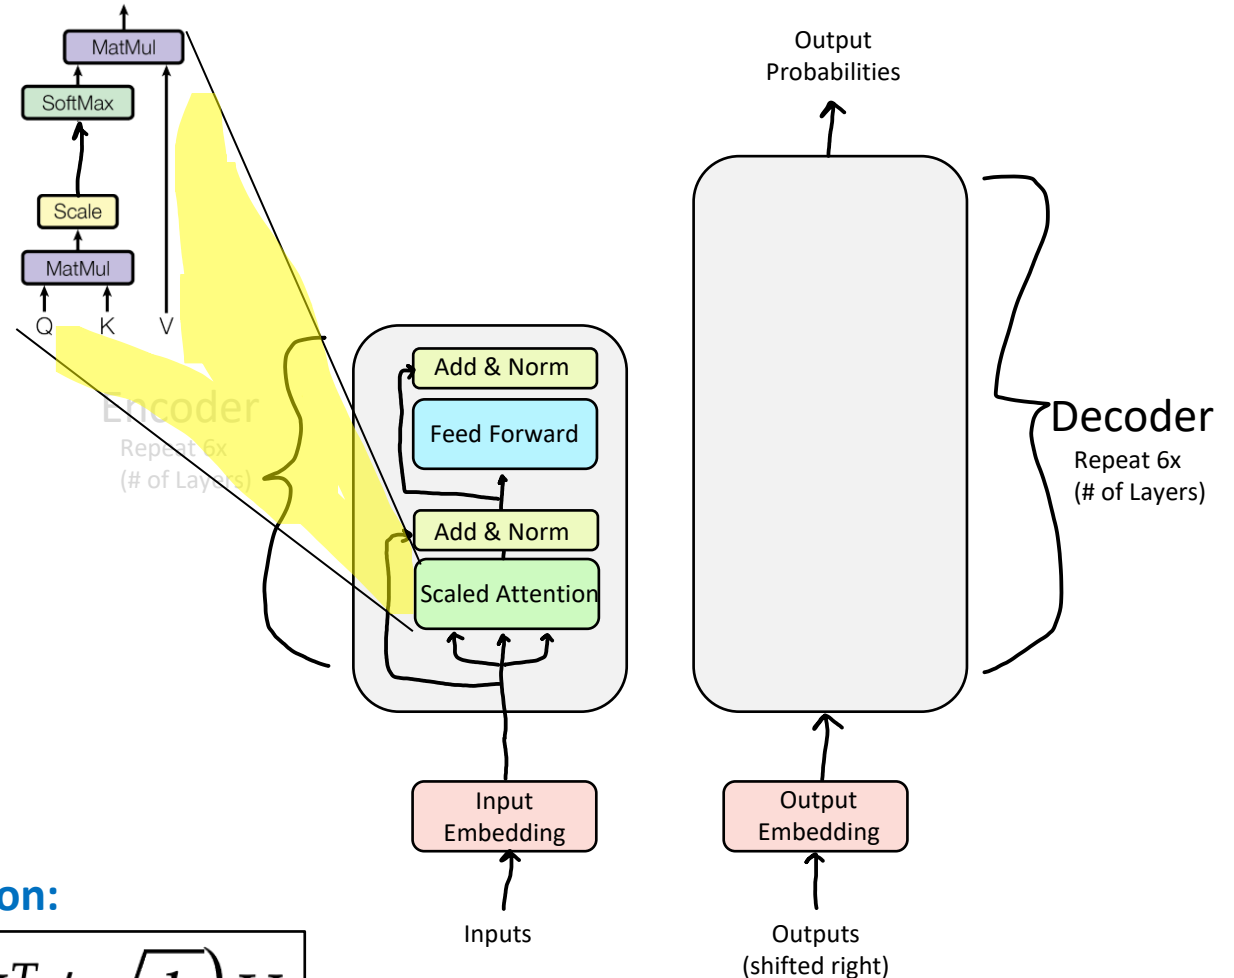 MatMul
SoftMax
Scale
MatMul
Q K V
Encoder
Repeat 6x
(# of Layers)
Add & Norm
Feed Forward
Add & Norm
Scaled Attention
Input
Embedding
Inputs
Output
Probabilities
Decoder
Repeat 6x
(# of Layers)
Output
Embedding
Outputs
(shifted right)
on: